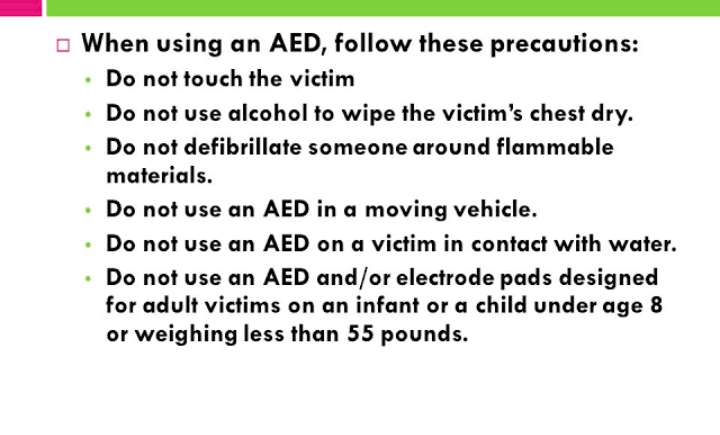 When using an AED, follow these precautions:
Do not touch the victim
Do not use alcohol to wipe the victim's chest dry.
Do not defibrillate someone around flammable
materials.
Do not use an AED in a moving vehicle.
Do not use an AED on a victim in contact with water.
Do not use an AED and/or electrode pads designed
for adult victims on an infant or a child under age 8
or weighing less than 55 pounds.